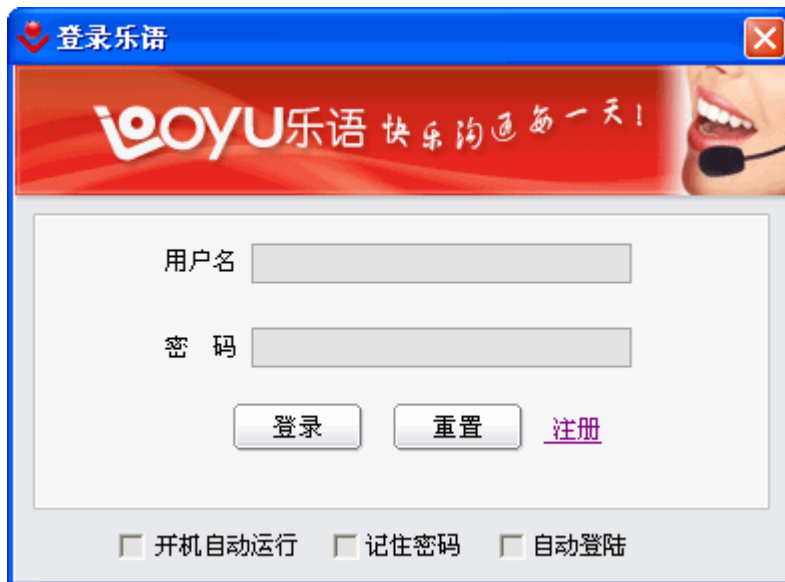 登录乐语
looyu乐语 快乐沟通每一天!
用户名
密 码
登录 重置 注册
开机自动运行 记住密码 自动登陆